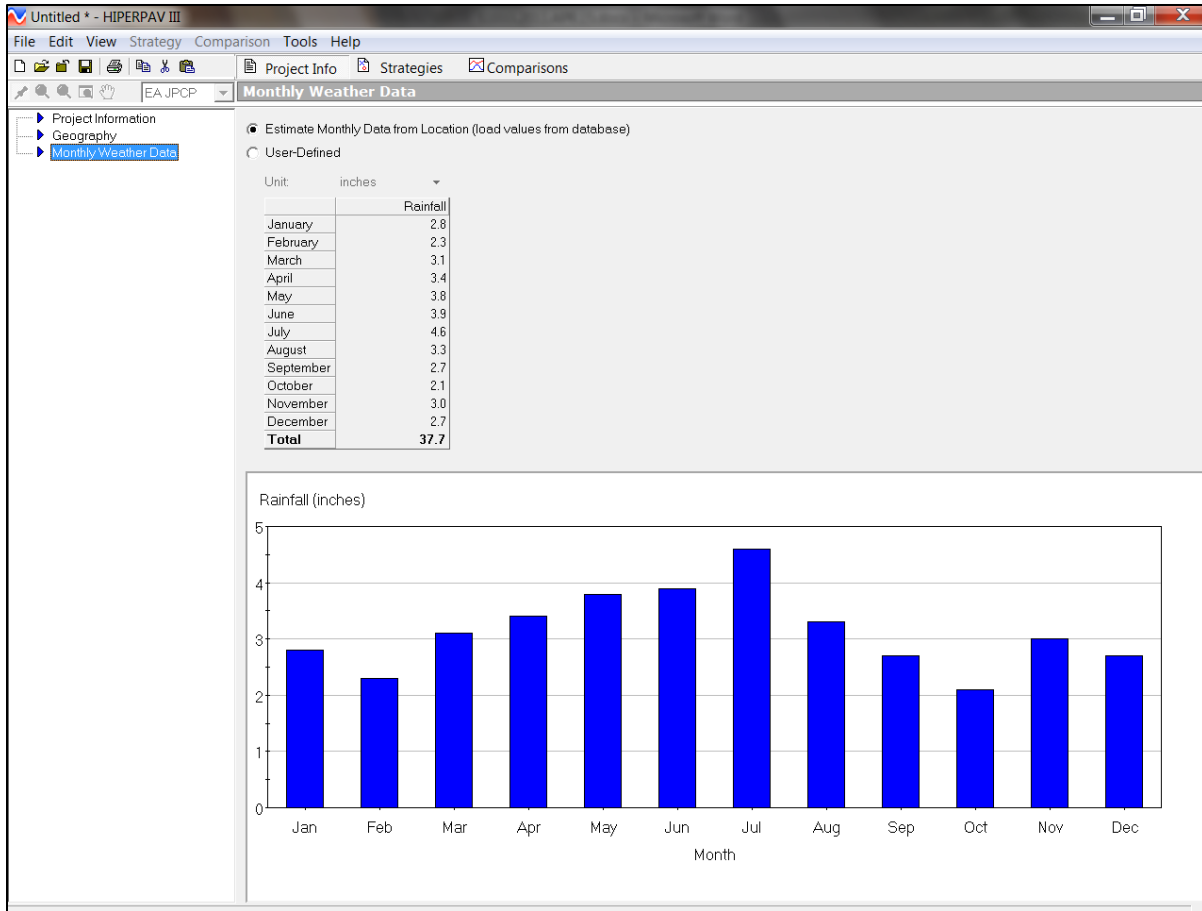 Untitled * - HIPERPAV III
File Edit View Strategy Comparison Tools Help
Project Info Strategies Comparisons
EA JPCP Monthly Weather Data
Project Information
Geography
Monthly Weather Data
Estimate Monthly Data from Location (load values from database)
User-Defined
Unit: inches
Rainfall
January 2.8
February 2.3
March 3.1
April 3.4
May 3.8
June 3.9
July 4.6
August 3.3
September 2.7
October 2.1
November 3.0
December 2.7
Total 37.7
Rainfall (inches)
5
4
3
2
1
0
Jan Feb Mar Apr May Jun Jul Aug Sep Oct Nov Dec
Month